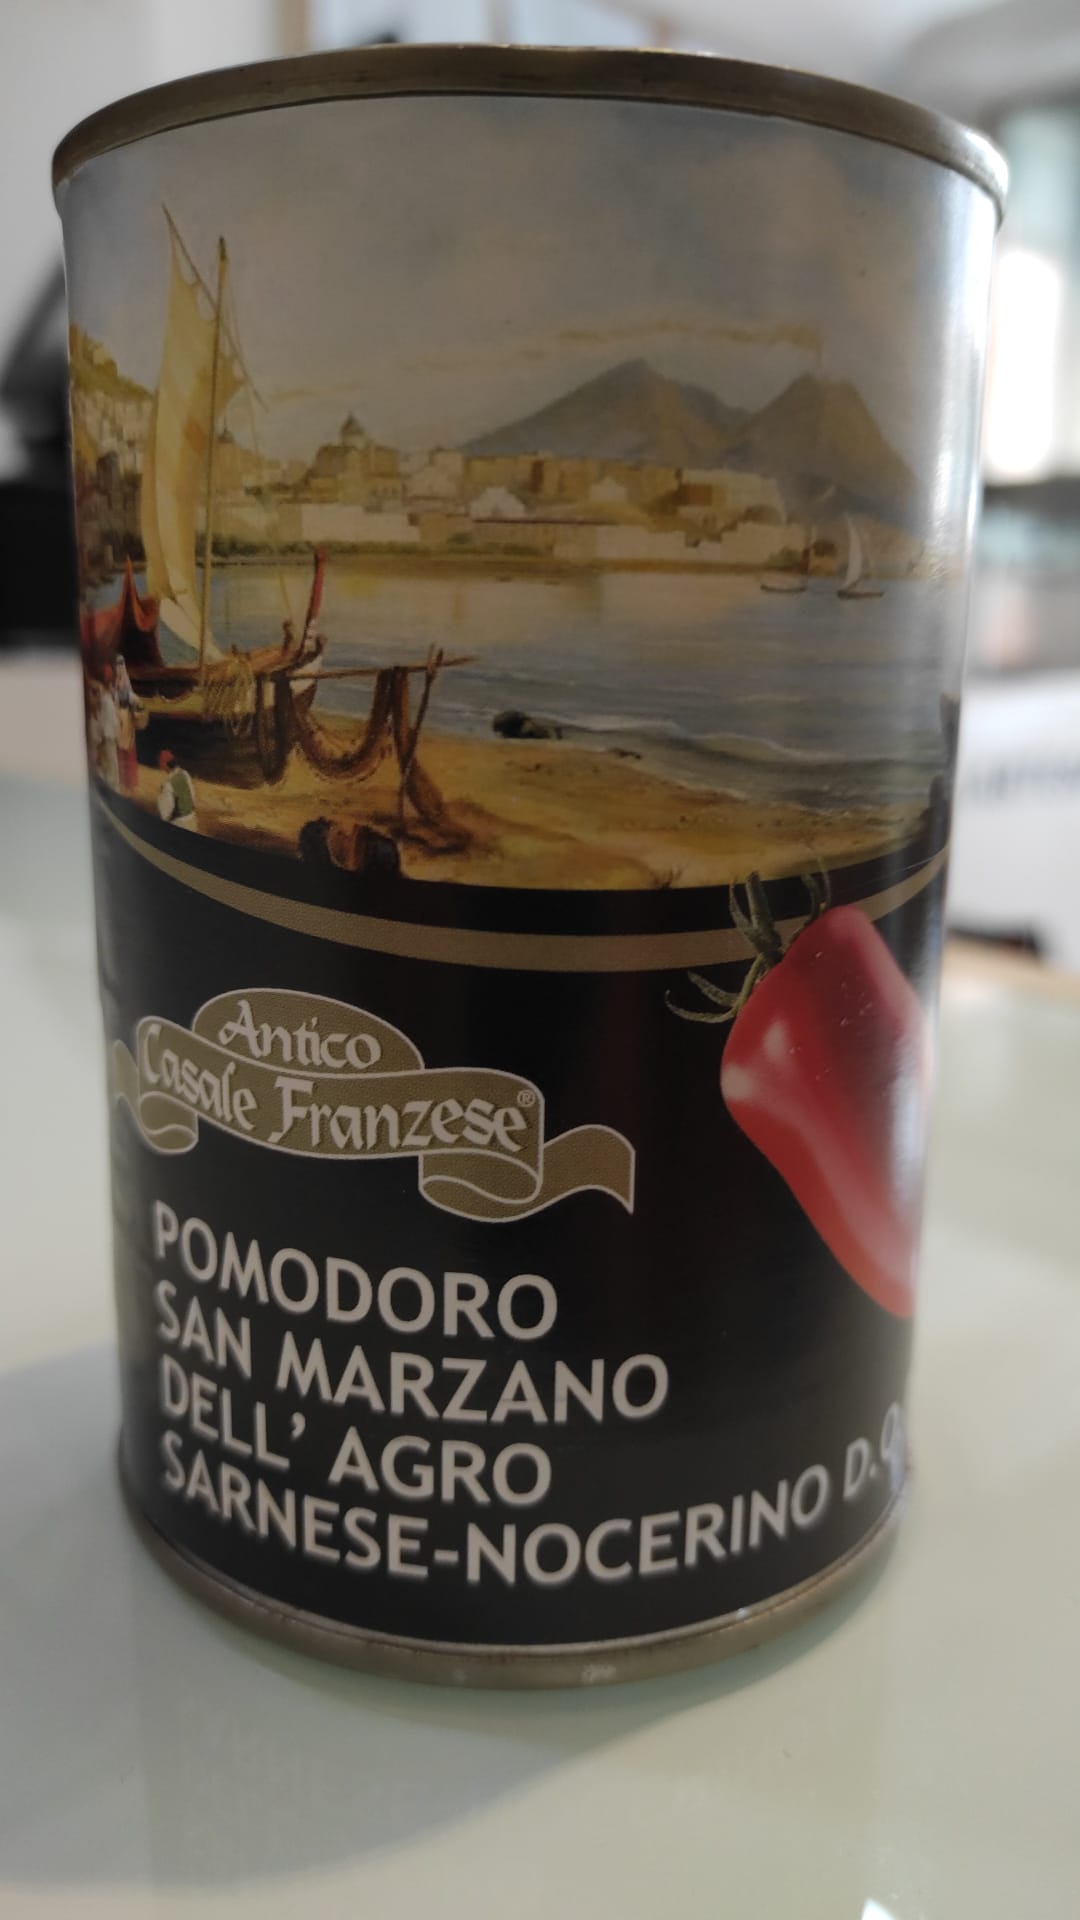 Antico
Casale Franzese®
POMODORO
SAN MARZANO
DELL' AGRO
SARNESE-NOCERINO D.O